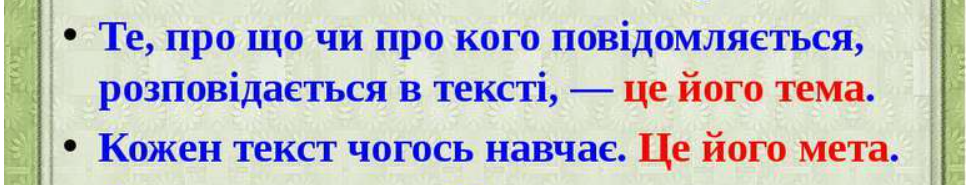 • Те, про що чи про кого повідомляється,
розповідається в тексті, — це його тема.
• Кожен текст чогось навчає. Це його мета.